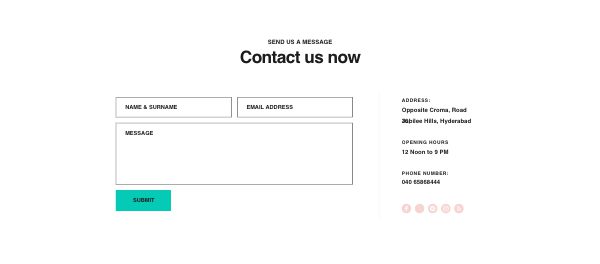 SEND US A MESSAGE
Contact us now
NAME & SURNAME
EMAIL ADDRESS
MESSAGE
SUBMIT
ADDRESS:
Opposite Croma, Road
Jubilee Hills, Hyderabad
OPENING HOURS
12 Noon to 9 PM
PHONE NUMBER:
040 65868444